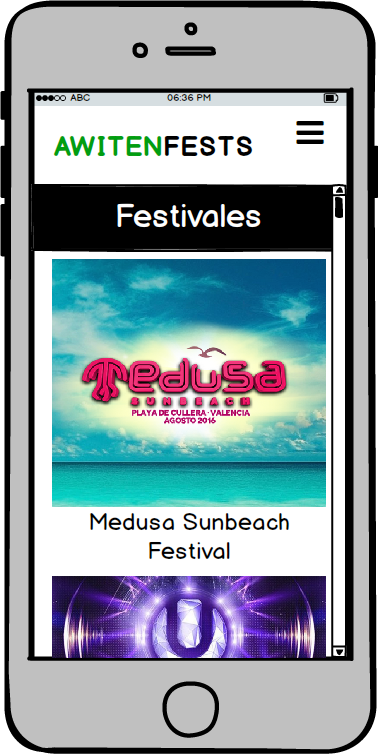 ABC
06:36 PM
AWITENFESTS
Festivales
Medusa
SUNBEACH
PLAYA DE CULLERA · VALENCIA
AGOSTO 2016
Medusa Sunbeach
Festival
U